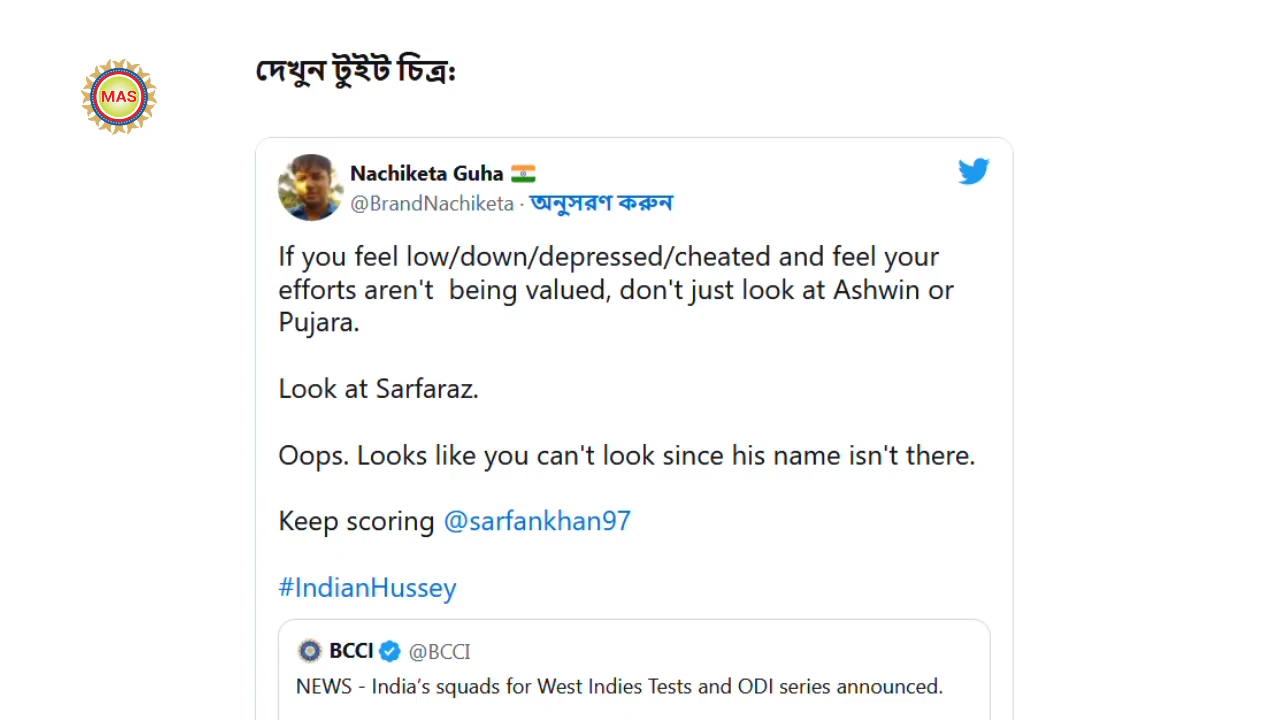 দেখুন টুইট চিত্র:
MAS
Nachiketa Guha
@BrandNachiketa · অনুসরণ করুন
If you feel low/down/depressed/cheated and feel your
efforts aren't  being valued, don't just look at Ashwin or
Pujara.
Look at Sarfaraz.
Oops. Looks like you can't look since his name isn't there.
Keep scoring @sarfankhan97
#IndianHussey
BCCI @BCCI
NEWS - India’s squads for West Indies Tests and ODI series announced.